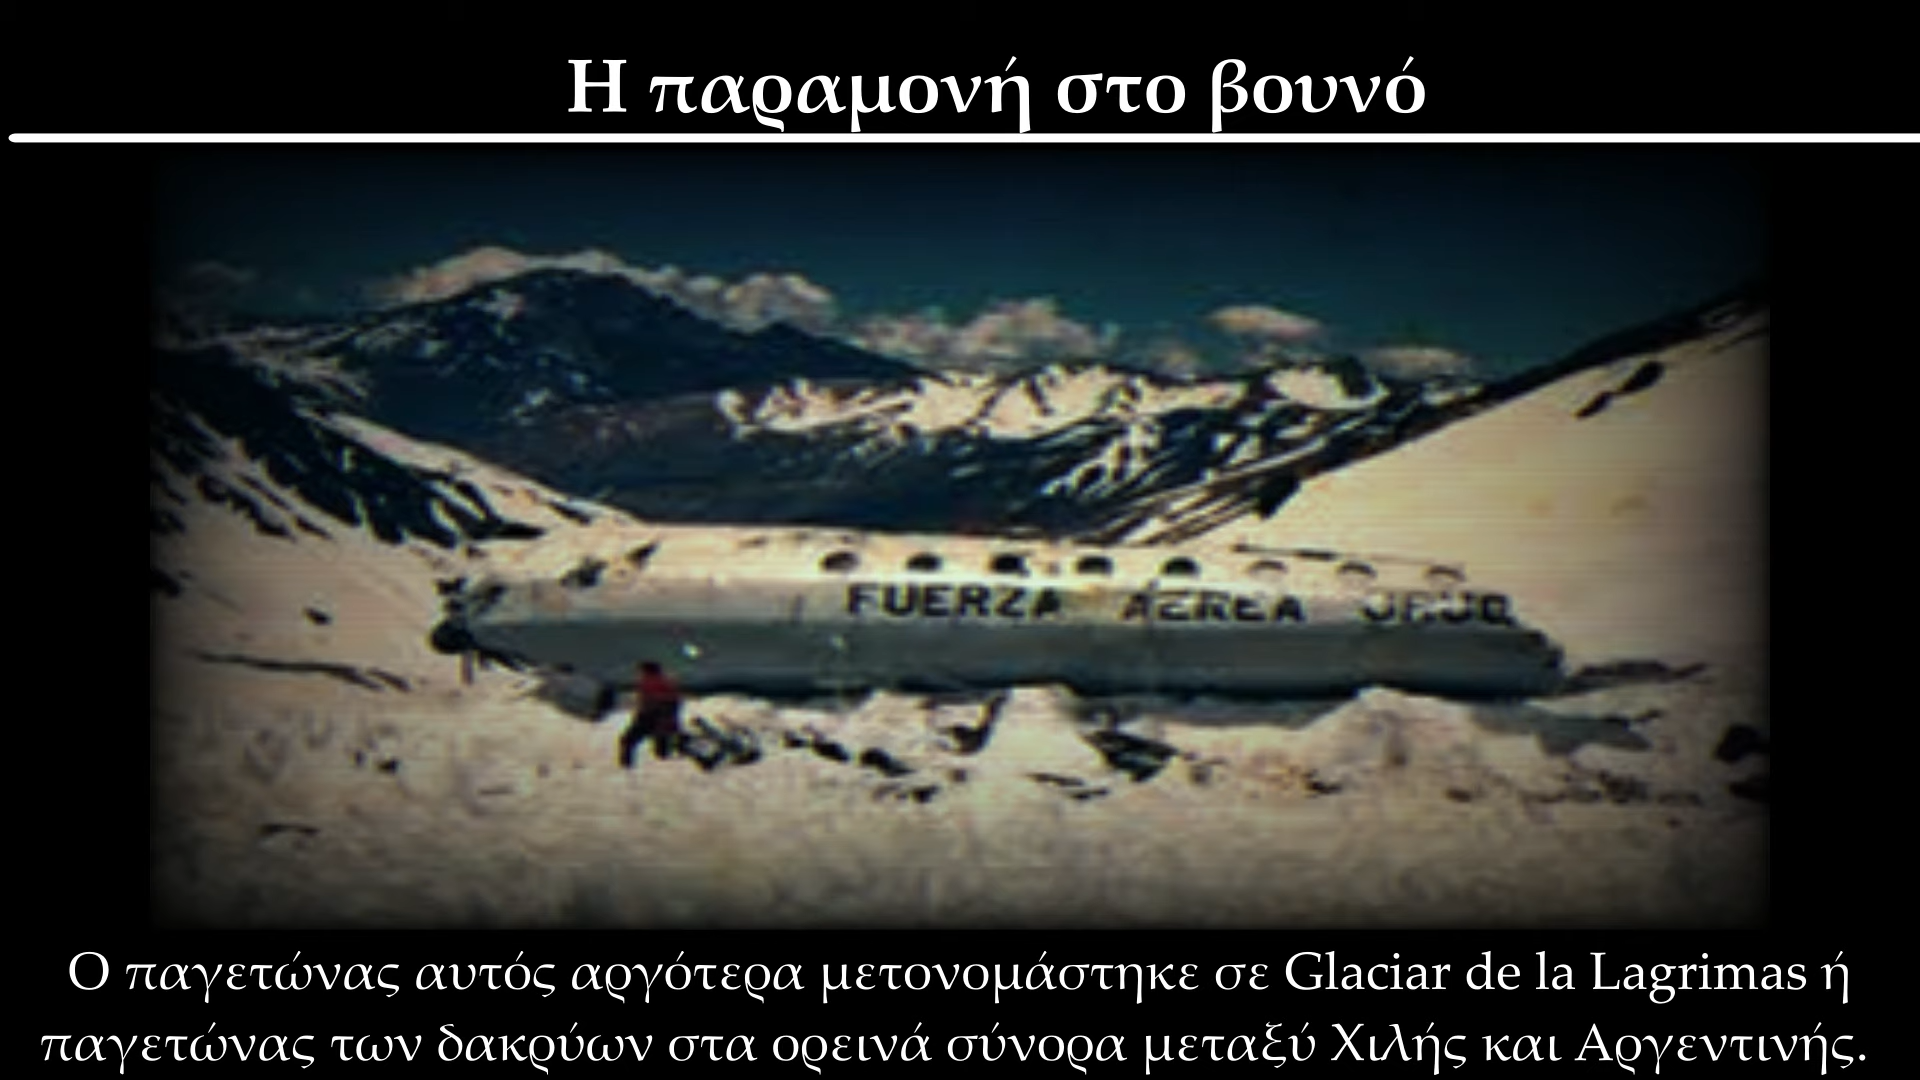 Η παραμονή στο βουνό
FUERZA AEREA
Ο παγετώνας αυτός αργότερα μετονομάστηκε σε Glaciar de la Lagrimas ή
παγετώνας των δακρύων στα ορεινά σύνορα μεταξύ Χιλής και Αργεντινής.